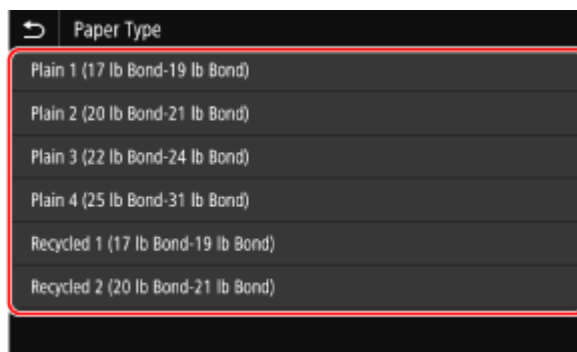 Paper Type
Plain 1 (17 lb Bond-19 lb Bond)
Plain 2 (20 lb Bond-21 lb Bond)
Plain 3 (22 lb Bond-24 lb Bond)
Plain 4 (25 lb Bond-31 lb Bond)
Recycled 1 (17 lb Bond-19 lb Bond)
Recycled 2 (20 lb Bond-21 lb Bond)